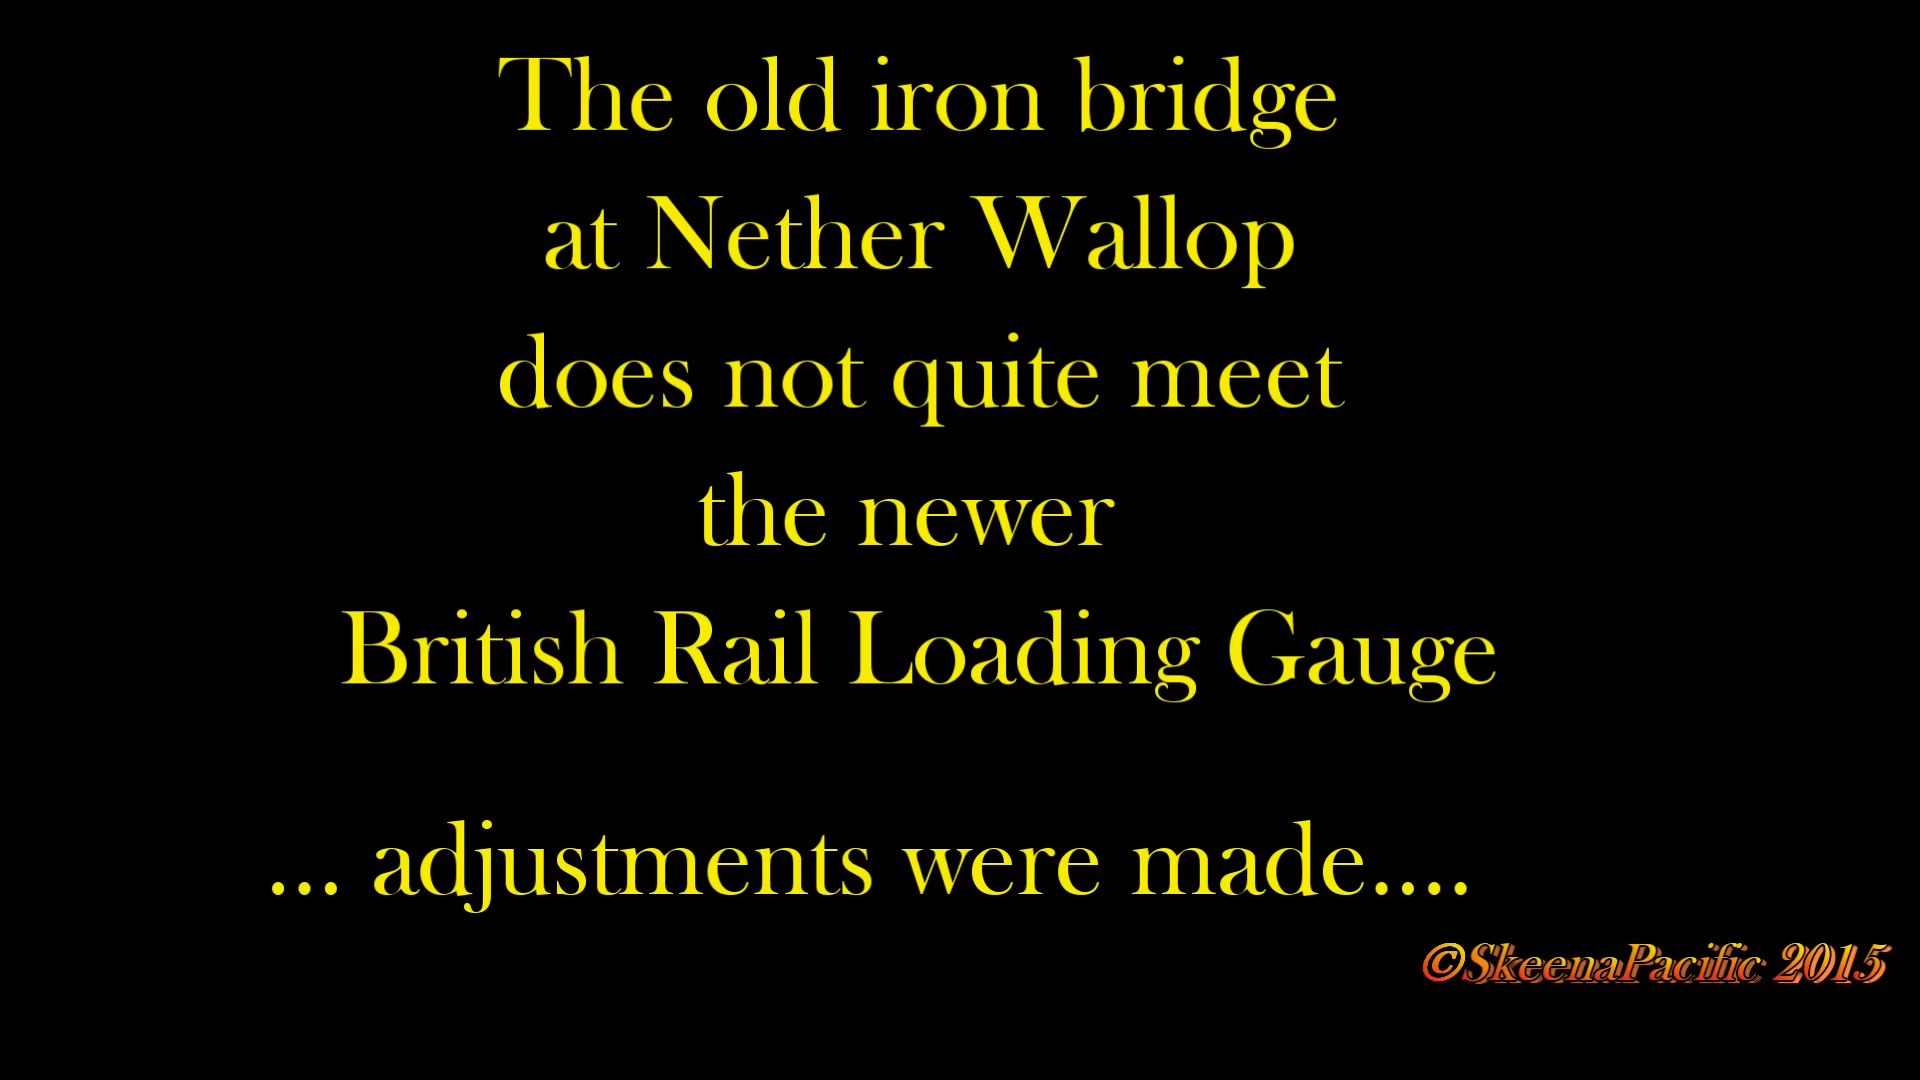 The old iron bridge
at Nether Wallop
does not quite meet
the newer
British Rail Loading Gauge
... adjustments were made....
©SkeenaPacific 2015